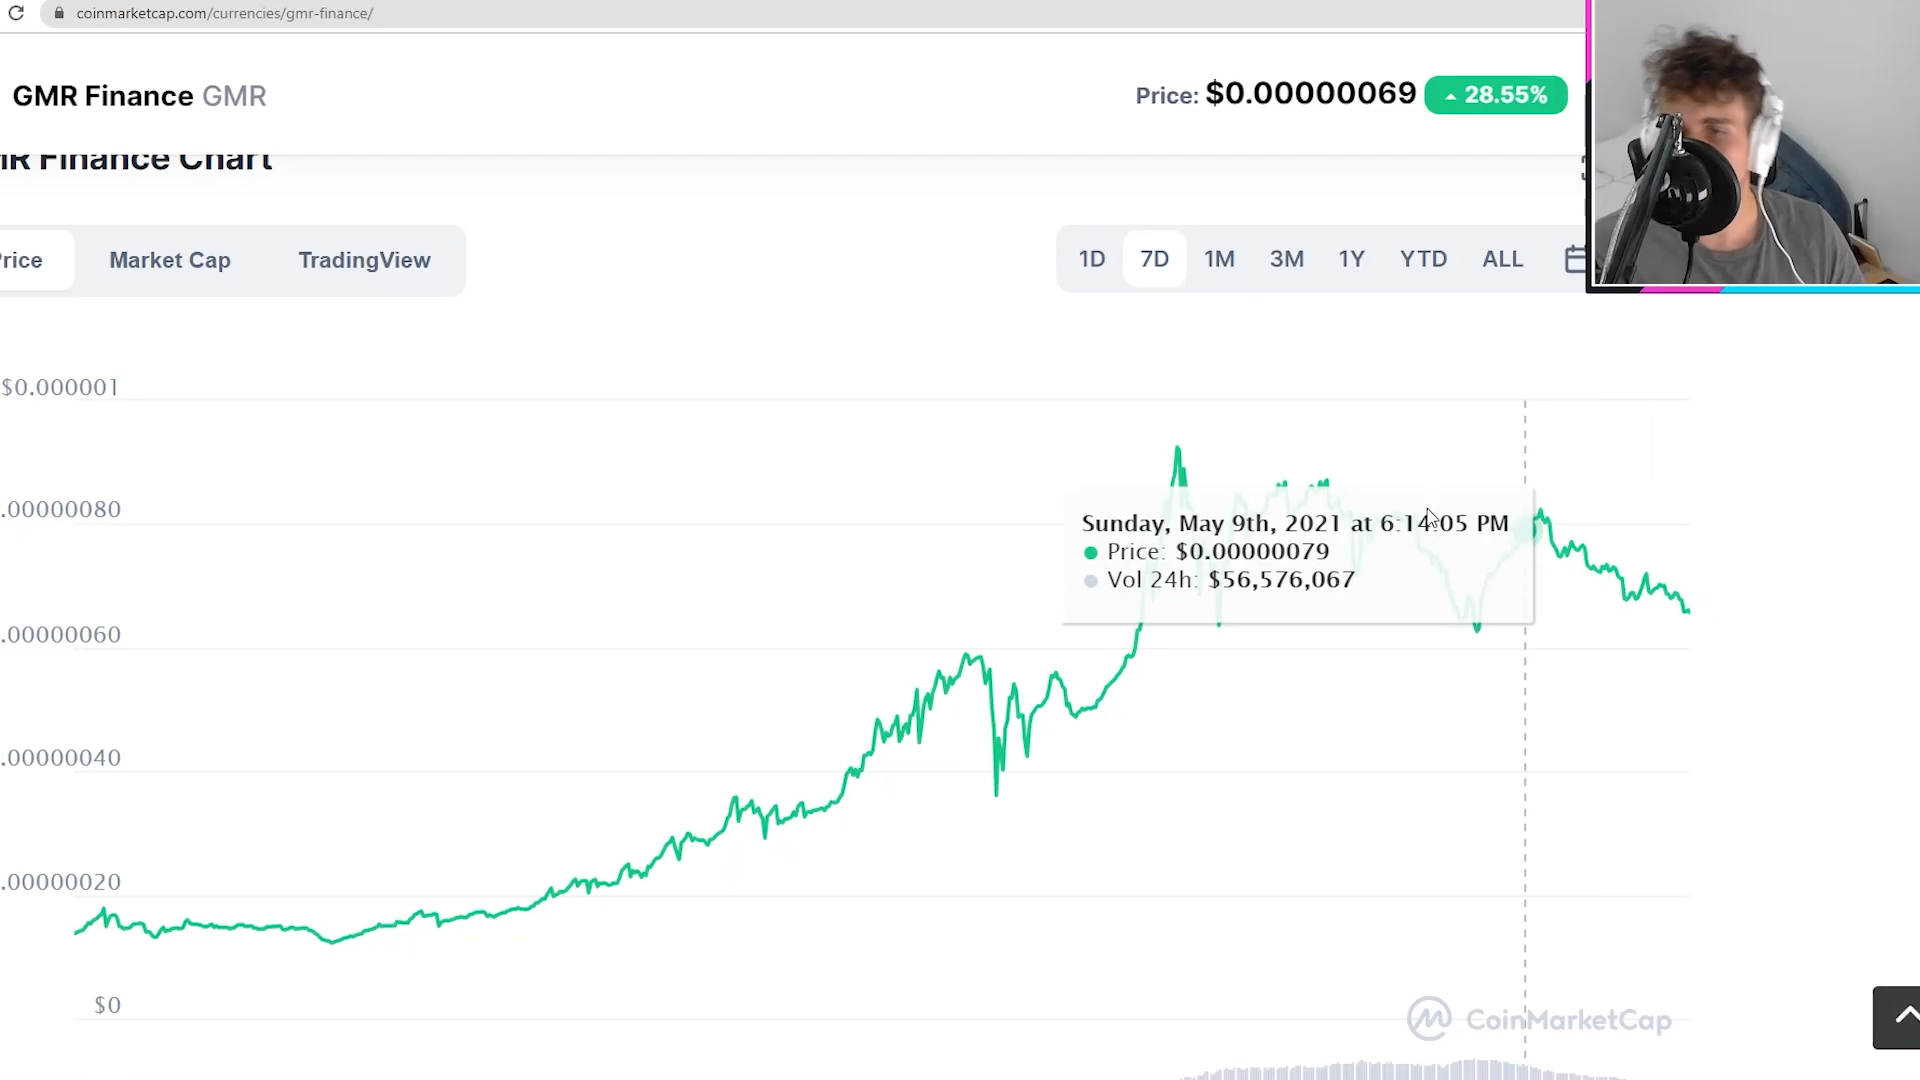 coinmarketcap.com/currencies/gmr-finance/
GMR Finance GMR
Price: $0.00000069 28.55%
IR Finance Chart
Price Market Cap TradingView
1D 7D 1M 3M 1Y YTD ALL
$0.000001
.00000080
Sunday, May 9th, 2021 at 6:14:05 PM
Price: $0.00000079
Vol 24h: $56,576,067
.00000060
.00000040
.00000020
$0
CoinMarketCap